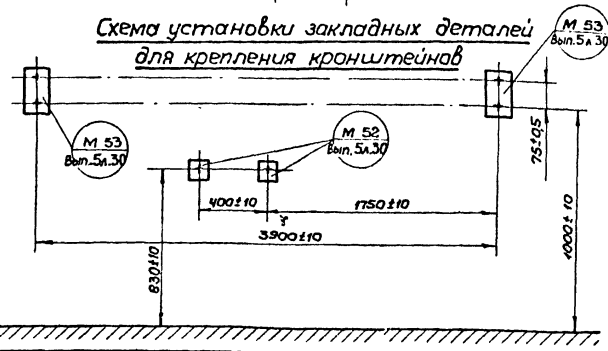 Схема установки закладных деталей
для крепления кронштейнов
М 53
Вып.5л.30
М 53
Вып.5л.30
М 52
Вып.5л.30
75±0,5
400±10
1750±10
3900±10
830±10
1000±10